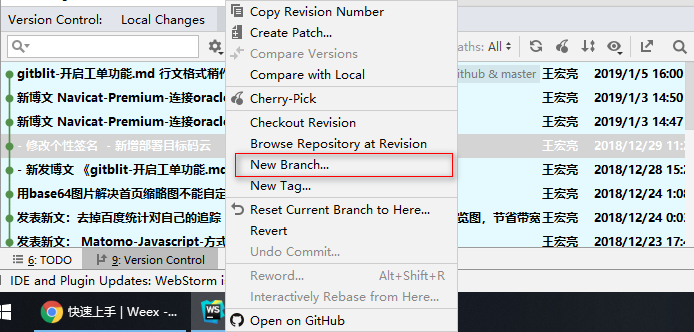 Version Control: Local Changes
Copy Revision Number
Create Patch...
Compare Versions
Compare with Local
Cherry-Pick
Checkout Revision
Browse Repository at Revision
New Branch...
New Tag...
Reset Current Branch to Here...
Revert
Undo Commit...
Reword... Alt+Shift+R
Interactively Rebase from Here...
Open on GitHub
Paths: All
gitblit-开启工单功能.md 行文格式稍作 github & master 王宏亮 2019/1/5 16:00
新博文 Navicat-Premium-连接oracle 王宏亮 2019/1/3 14:50
新博文 Navicat-Premium-连接oracle 王宏亮 2019/1/3 14:47
- 修改个性签名 - 新增部署目标码云 王宏亮 2018/12/29 11:2
- 新发博文 《gitblit-开启工单功能.md 王宏亮 2018/12/28 15:2
用base64图片解决首页缩略图不能自定 王宏亮 2018/12/24 1:08
发表新文：去掉百度统计对自己的追踪 览图，节省带宽 王宏亮 2018/12/24 0:0
发表新文： Matomo-Javascript-方式 王宏亮 2018/12/23 17:4
6: TODO 9: Version Control
IDE and Plugin Updates: WebStorm is
快速上手 | Weex -...
WS